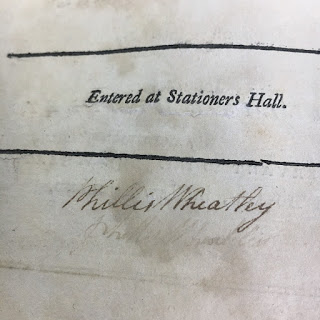 Entered at Stationers Hall.
Phillis Wheatley